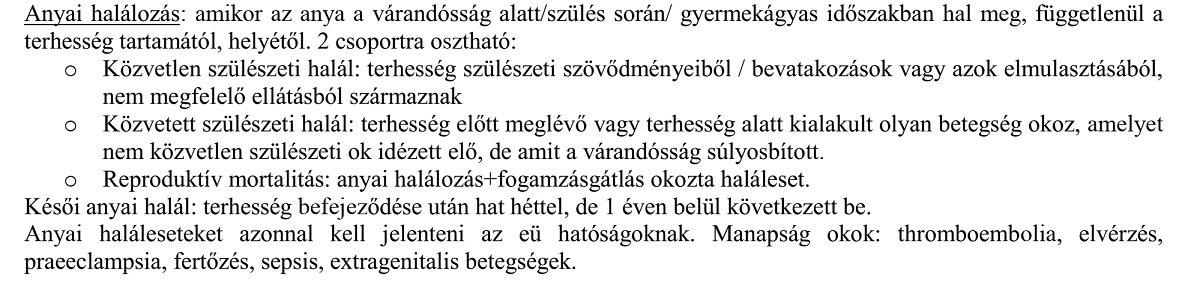 Anyai halálozás: amikor az anya a várandósság alatt/szülés során/ gyermekágyas időszakban hal meg, függetlenül a
terhesség tartamától, helyétől. 2 csoportra osztható:
o Közvetlen szülészeti halál: terhesség szülészeti szövődményeiből / bevatakozások vagy azok elmulasztásából,
nem megfelelő ellátásból származnak
o Közvetett szülészeti halál: terhesség előtt meglévő vagy terhesség alatt kialakult olyan betegség okoz, amelyet
nem közvetlen szülészeti ok idézett elő, de amit a várandósság súlyosbított.
o Reproduktív mortalitás: anyai halálozás+fogamzásgátlás okozta haláleset.
Késői anyai halál: terhesség befejeződése után hat héttel, de 1 éven belül következett be.
Anyai haláleseteket azonnal kell jelenteni az eü hatóságoknak. Manapság okok: thromboembolia, elvérzés,
praeeclampsia, fertőzés, sepsis, extragenitalis betegségek.